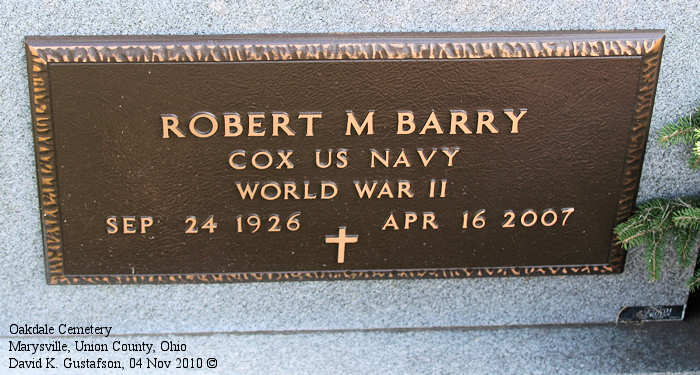 ROBERT M BARRY
COX US NAVY
WORLD WAR II
SEP 24 1926 APR 16 2007
Oakdale Cemetery
Marysville, Union County, Ohio
David K. Gustafson, 04 Nov 2010 ©